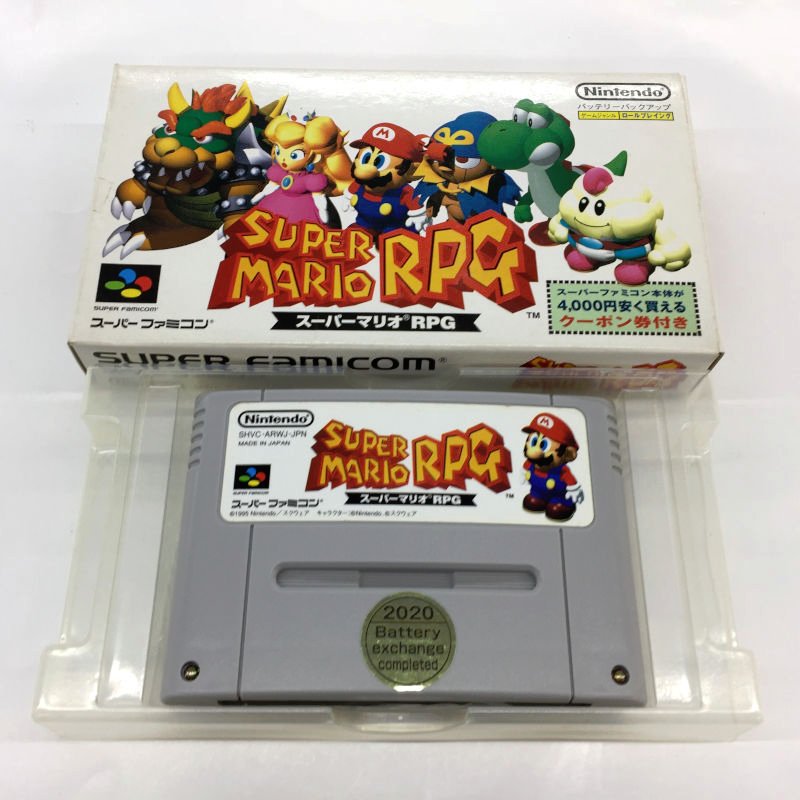 Nintendo®
バッテリーバックアップ
ゲームジャンル ロールプレイング
M
SUPER
MARIO RPG
スーパーマリオ®RPG
TM
SUPER FAMICOM®
スーパーファミコン®
スーパーファミコン本体が
4,000円安く買える
クーポン券付き
SUPER FAMICOM®
SUPER
MARIO RPG
Nintendo®
SHVC-ARWJ-JPN
MADE IN JAPAN
SUPER
MARIO RPG
スーパーマリオ®RPG
TM
M
SUPER FAMICOM®
スーパーファミコン®
©1995 Nintendo/スクウェア キャラクター:©Nintendo, ©スクウェア
2020
Battery
exchange
completed